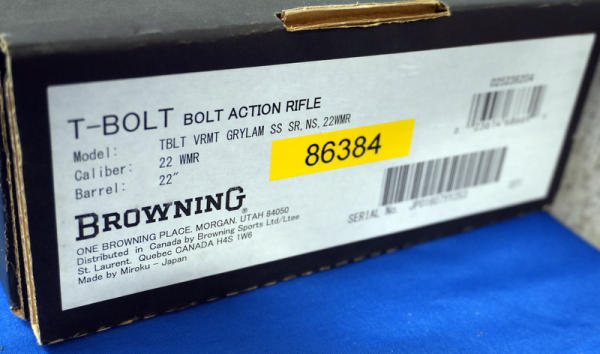 T-BOLT BOLT ACTION RIFLE
Model: TBLT VRMT GRYLAM SS SR, NS, 22WMR
Caliber: 22 WMR
Barrel: 22"
86384
BROWNING®
ONE BROWNING PLACE, MORGAN, UTAH 84050
Distributed in Canada by Browning Sports Ltd/Ltee
St. Laurent, Quebec CANADA H4S 1W6
Made by Miroku - Japan
SERIAL No.